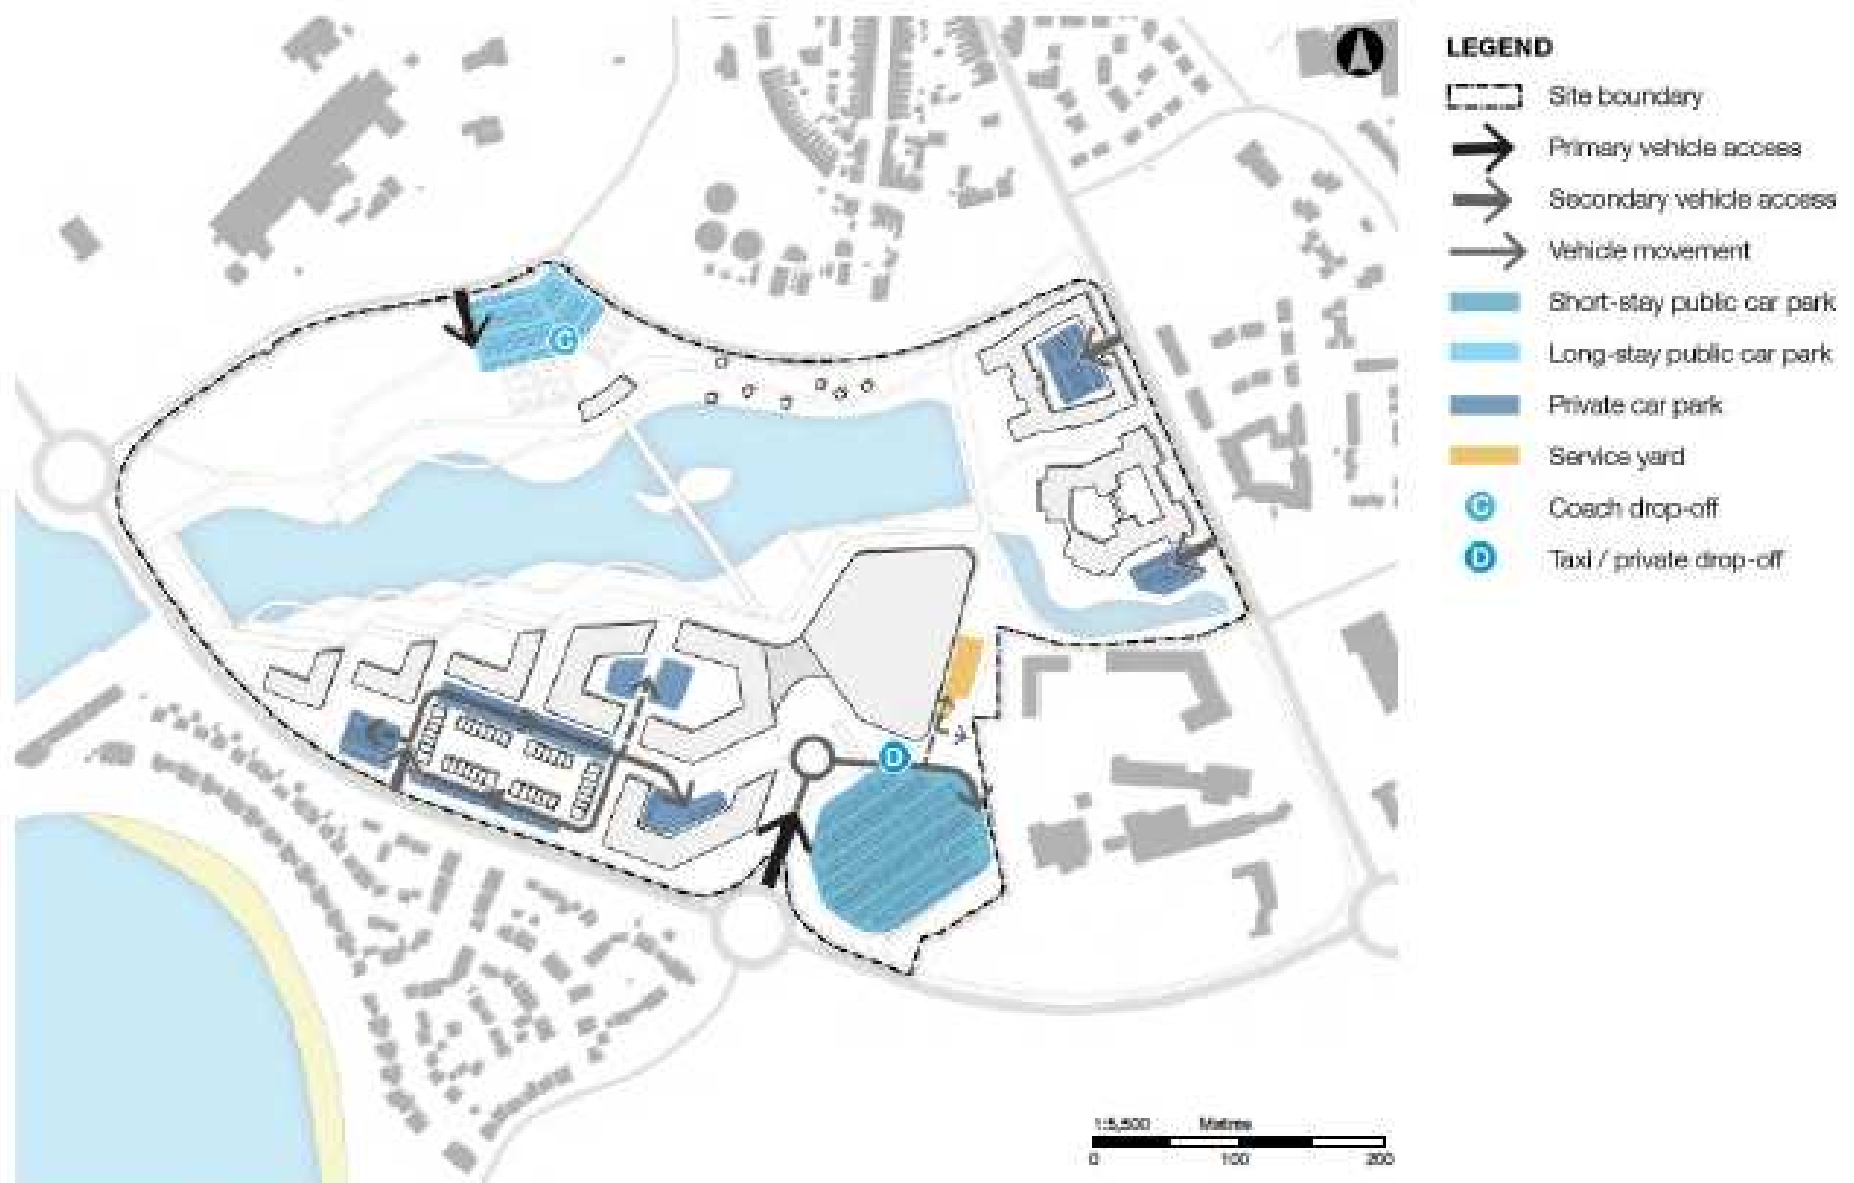 LEGEND
Site boundary
Primary vehicle access
Secondary vehicle access
Vehicle movement
Short-stay public car park
Long-stay public car park
Private car park
Service yard
C Coach drop-off
D Taxi / private drop-off
C
D
1:5,500 Metres
0 100 200